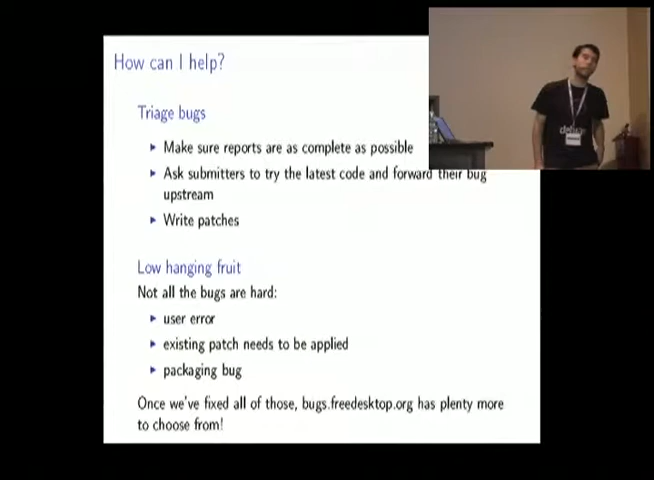 How can I help?
Triage bugs
Make sure reports are as complete as possible
Ask submitters to try the latest code and forward their bug
upstream
Write patches
Low hanging fruit
Not all the bugs are hard:
user error
existing patch needs to be applied
packaging bug
Once we've fixed all of those, bugs.freedesktop.org has plenty more
to choose from!